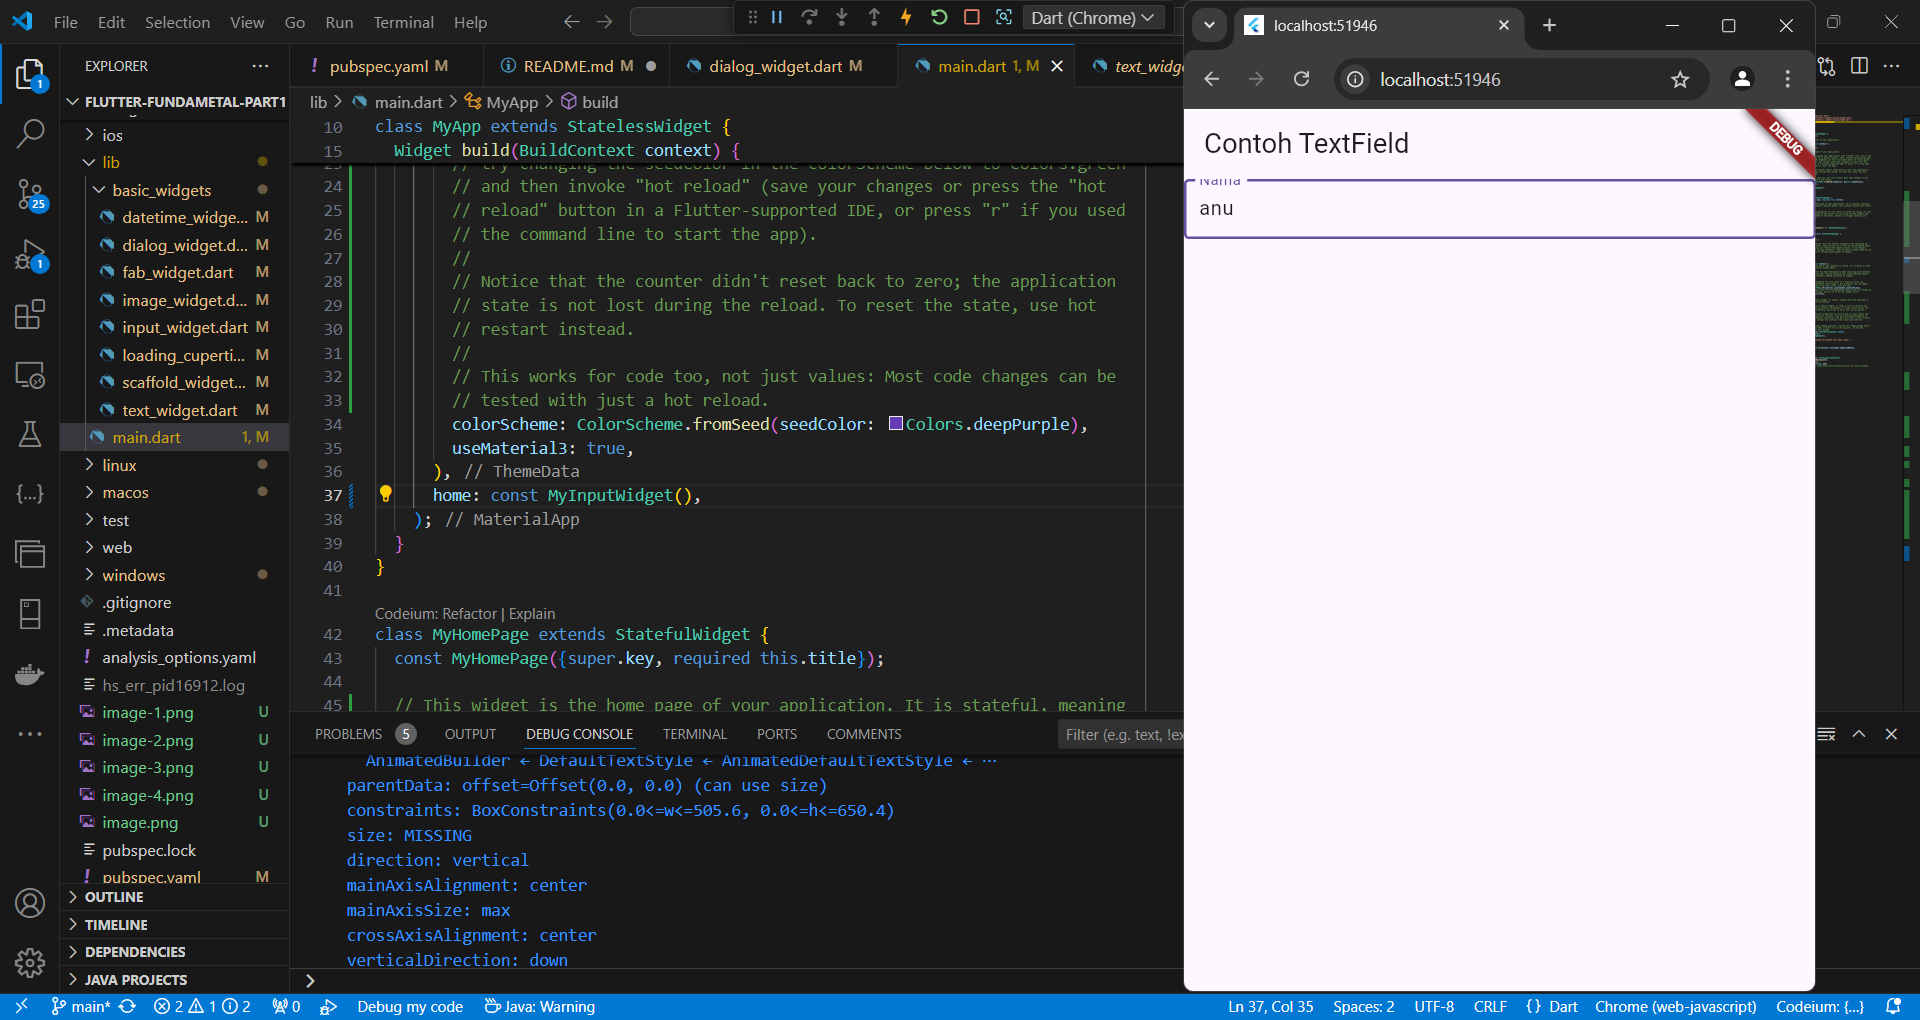 File Edit Selection View Go Run Terminal Help
Dart (Chrome)
EXPLORER
FLUTTER-FUNDAMETAL-PART1
ios
lib
basic_widgets
datetime_widge... M
dialog_widget.d... M
fab_widget.dart M
image_widget.d... M
input_widget.dart M
loading_cuperti... M
scaffold_widget... M
text_widget.dart M
main.dart 1, M
linux
macos
test
web
windows
.gitignore
.metadata
analysis_options.yaml
hs_err_pid16912.log
image-1.png U
image-2.png U
image-3.png U
image-4.png U
image.png U
pubspec.lock
pubspec.yaml M
OUTLINE
TIMELINE
DEPENDENCIES
JAVA PROJECTS
1
25
1
pubspec.yaml M README.md M dialog_widget.dart M main.dart 1, M text_widge
lib > main.dart > MyApp > build
10 class MyApp extends StatelessWidget {
15 Widget build(BuildContext context) {
// try changing the seedColor in the colorScheme below to Colors.green
24 // and then invoke "hot reload" (save your changes or press the "hot
25 // reload" button in a Flutter-supported IDE, or press "r" if you used
26 // the command line to start the app).
27 //
28 // Notice that the counter didn't reset back to zero; the application
29 // state is not lost during the reload. To reset the state, use hot
30 // restart instead.
31 //
32 // This works for code too, not just values: Most code changes can be
33 // tested with just a hot reload.
34 colorScheme: ColorScheme.fromSeed(seedColor: Colors.deepPurple),
35 useMaterial3: true,
36 ), // ThemeData
37 home: const MyInputWidget(),
38 ); // MaterialApp
39 }
40 }
41
Codeium: Refactor | Explain
42 class MyHomePage extends StatefulWidget {
43 const MyHomePage({super.key, required this.title});
44
45 // This widget is the home page of your application. It is stateful, meaning
PROBLEMS 5 OUTPUT DEBUG CONSOLE TERMINAL PORTS COMMENTS Filter (e.g. text, !ex
AnimatedBuilder ← DefaultTextStyle ← AnimatedDefaultTextStyle ← ⋯
parentData: offset=Offset(0.0, 0.0) (can use size)
constraints: BoxConstraints(0.0<=w<=505.6, 0.0<=h<=650.4)
size: MISSING
direction: vertical
mainAxisAlignment: center
mainAxisSize: max
crossAxisAlignment: center
verticalDirection: down
localhost:51946
localhost:51946
Contoh TextField
DEBUG
Nama
anu
main* 2 1 2 0 Debug my code Java: Warning Ln 37, Col 35 Spaces: 2 UTF-8 CRLF { } Dart Chrome (web-javascript) Codeium: {...}